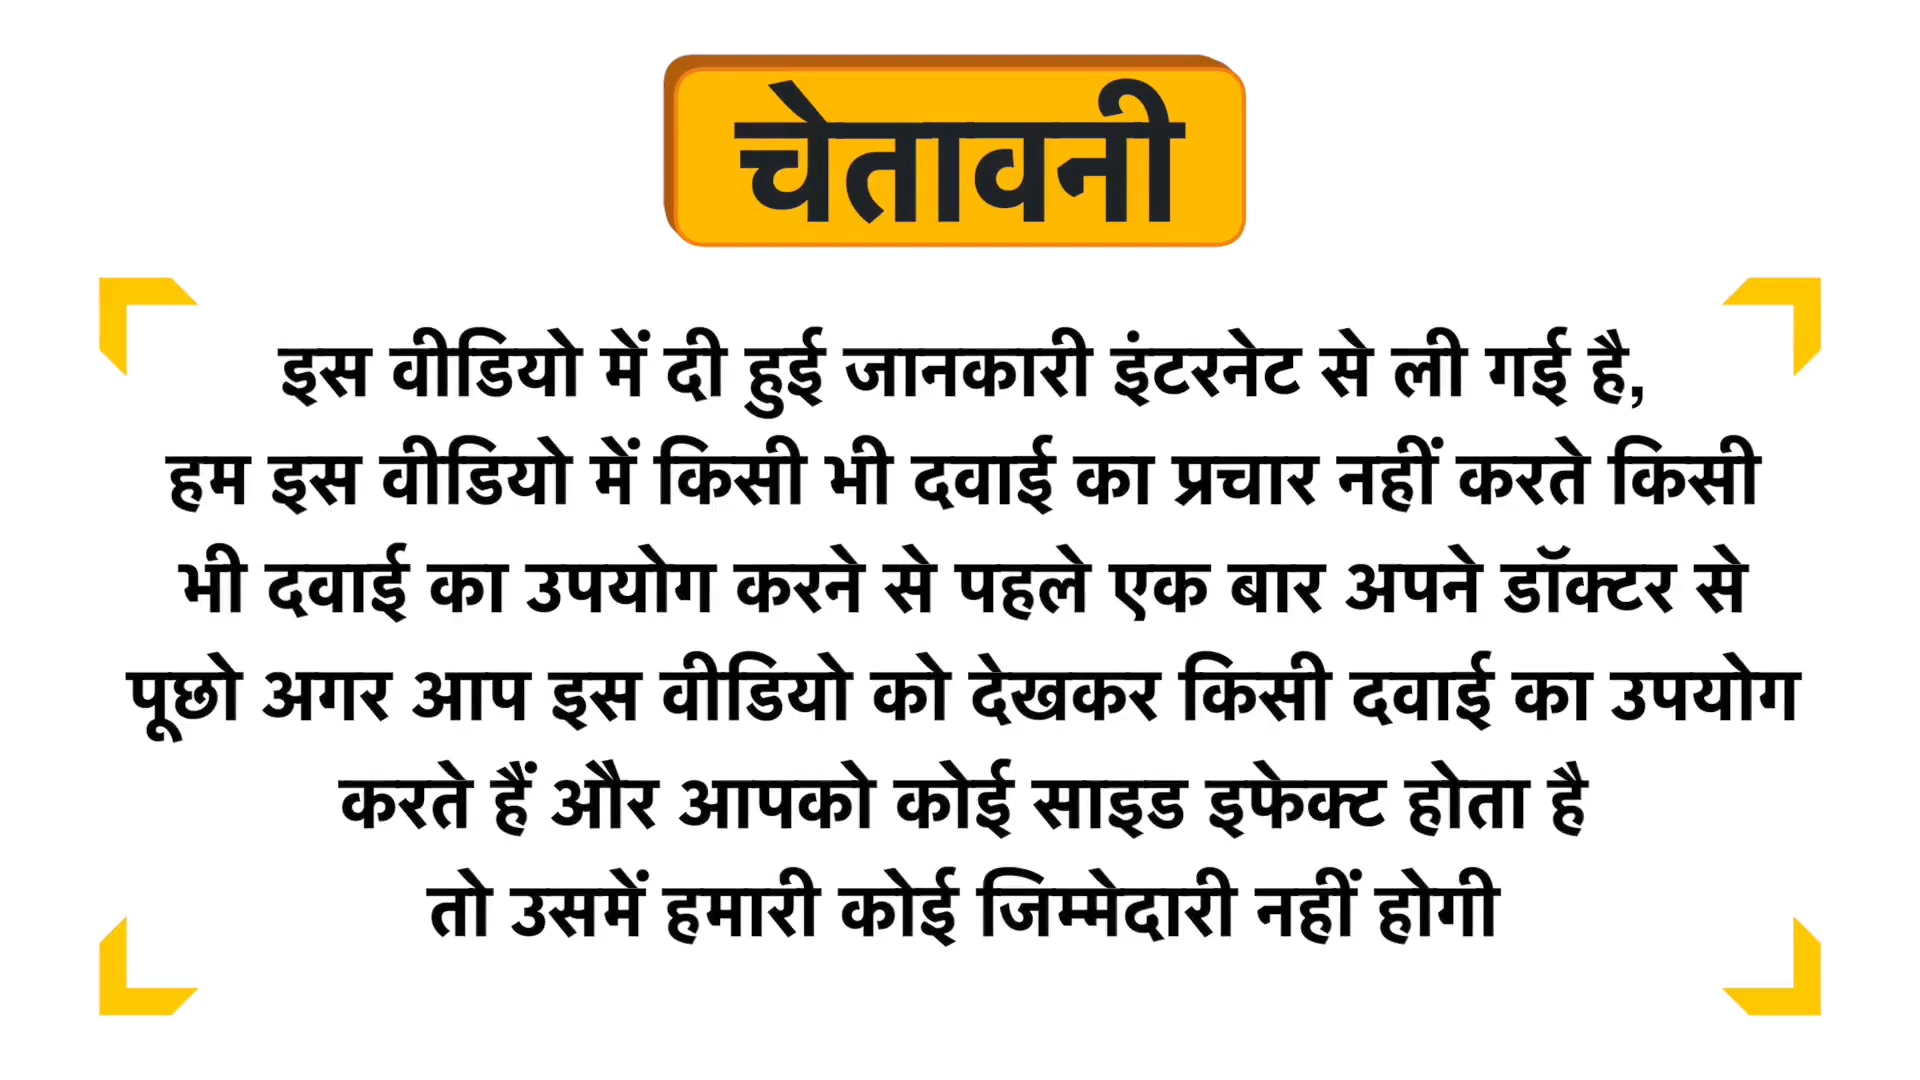 चेतावनी
इस वीडियो में दी हुई जानकारी इंटरनेट से ली गई है,
हम इस वीडियो में किसी भी दवाई का प्रचार नहीं करते किसी
भी दवाई का उपयोग करने से पहले एक बार अपने डॉक्टर से
पूछो अगर आप इस वीडियो को देखकर किसी दवाई का उपयोग
करते हैं और आपको कोई साइड इफेक्ट होता है
तो उसमें हमारी कोई जिम्मेदारी नहीं होगी